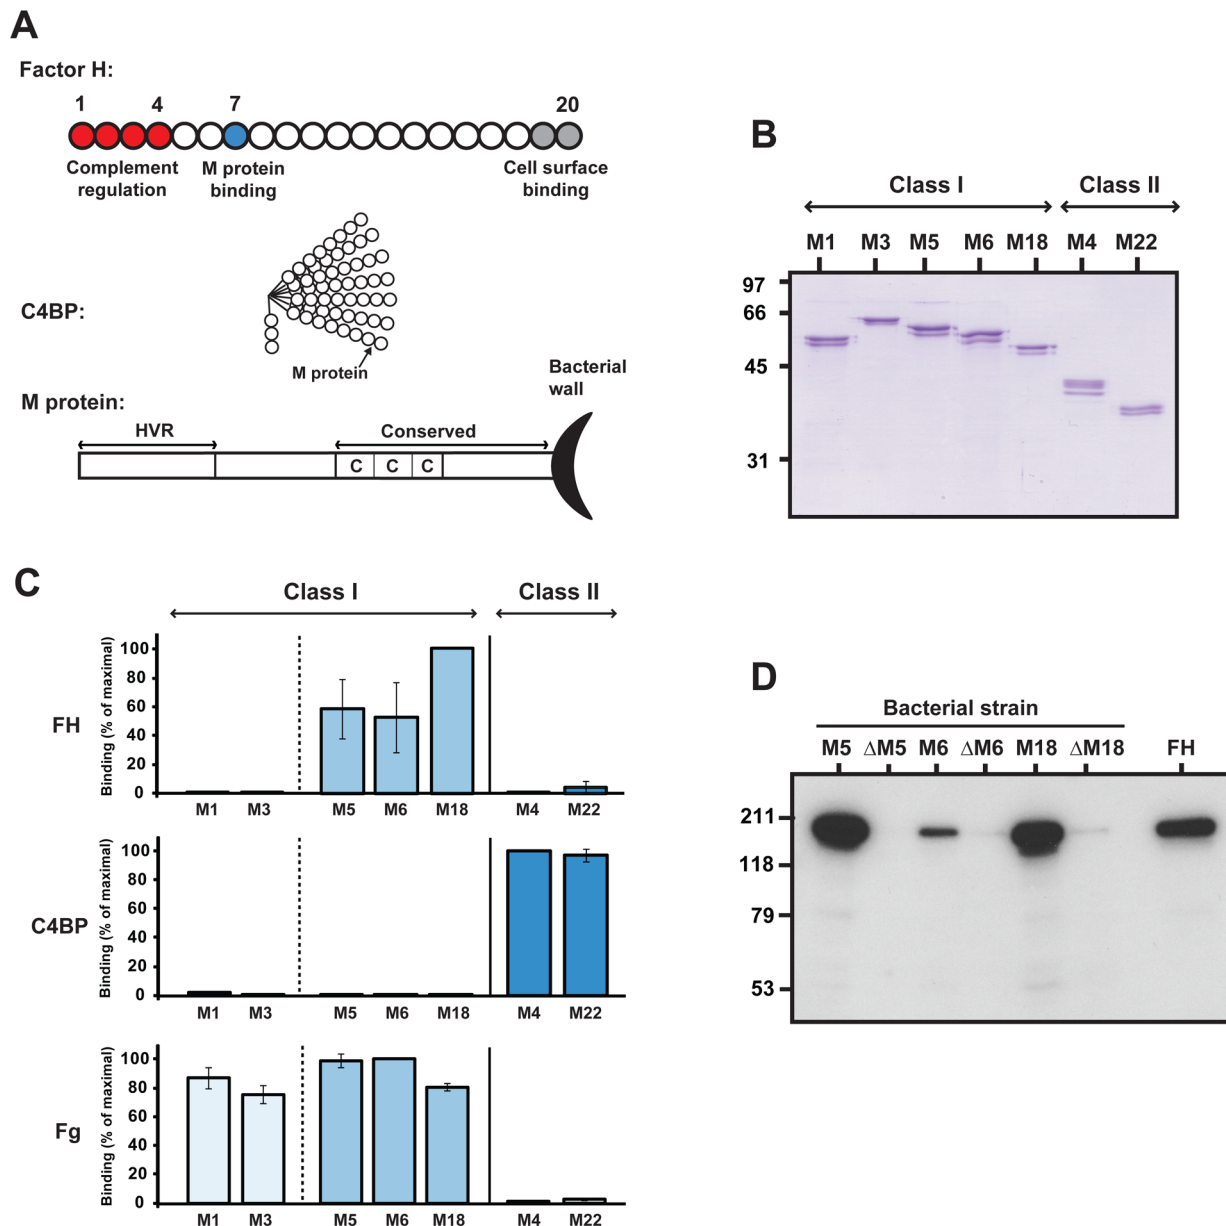 A
Factor H:
1 4 7 20
Complement regulation
M protein binding
Cell surface binding
C4BP:
M protein
Bacterial wall
M protein:
HVR
Conserved
C C C
B
Class I Class II
M1 M3 M5 M6 M18 M4 M22
97
66
45
31
C
Class I Class II
FH
Binding (% of maximal)
100
80
60
40
20
0
M1 M3 M5 M6 M18 M4 M22
C4BP
Binding (% of maximal)
100
80
60
40
20
0
M1 M3 M5 M6 M18 M4 M22
Fg
Binding (% of maximal)
100
80
60
40
20
0
M1 M3 M5 M6 M18 M4 M22
D
Bacterial strain
M5 ΔM5 M6 ΔM6 M18 ΔM18 FH
211
118
79
53